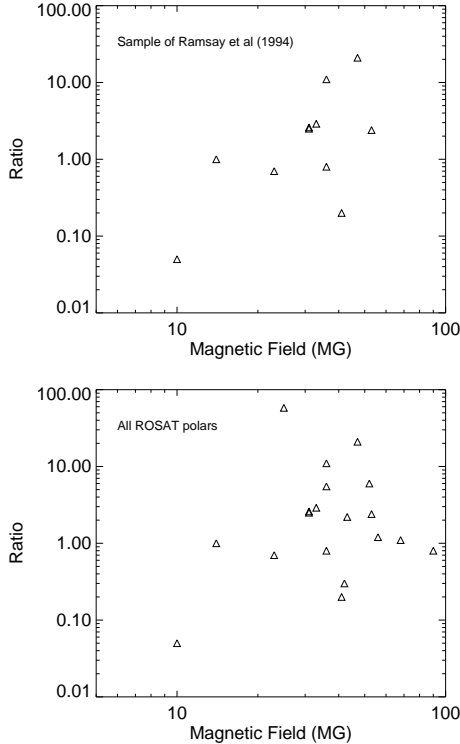 100.00
Sample of Ramsay et al (1994)
10.00
Ratio
1.00
0.10
0.01
10
100
Magnetic Field (MG)
100.00
All ROSAT polars
10.00
Ratio
1.00
0.10
0.01
10
100
Magnetic Field (MG)